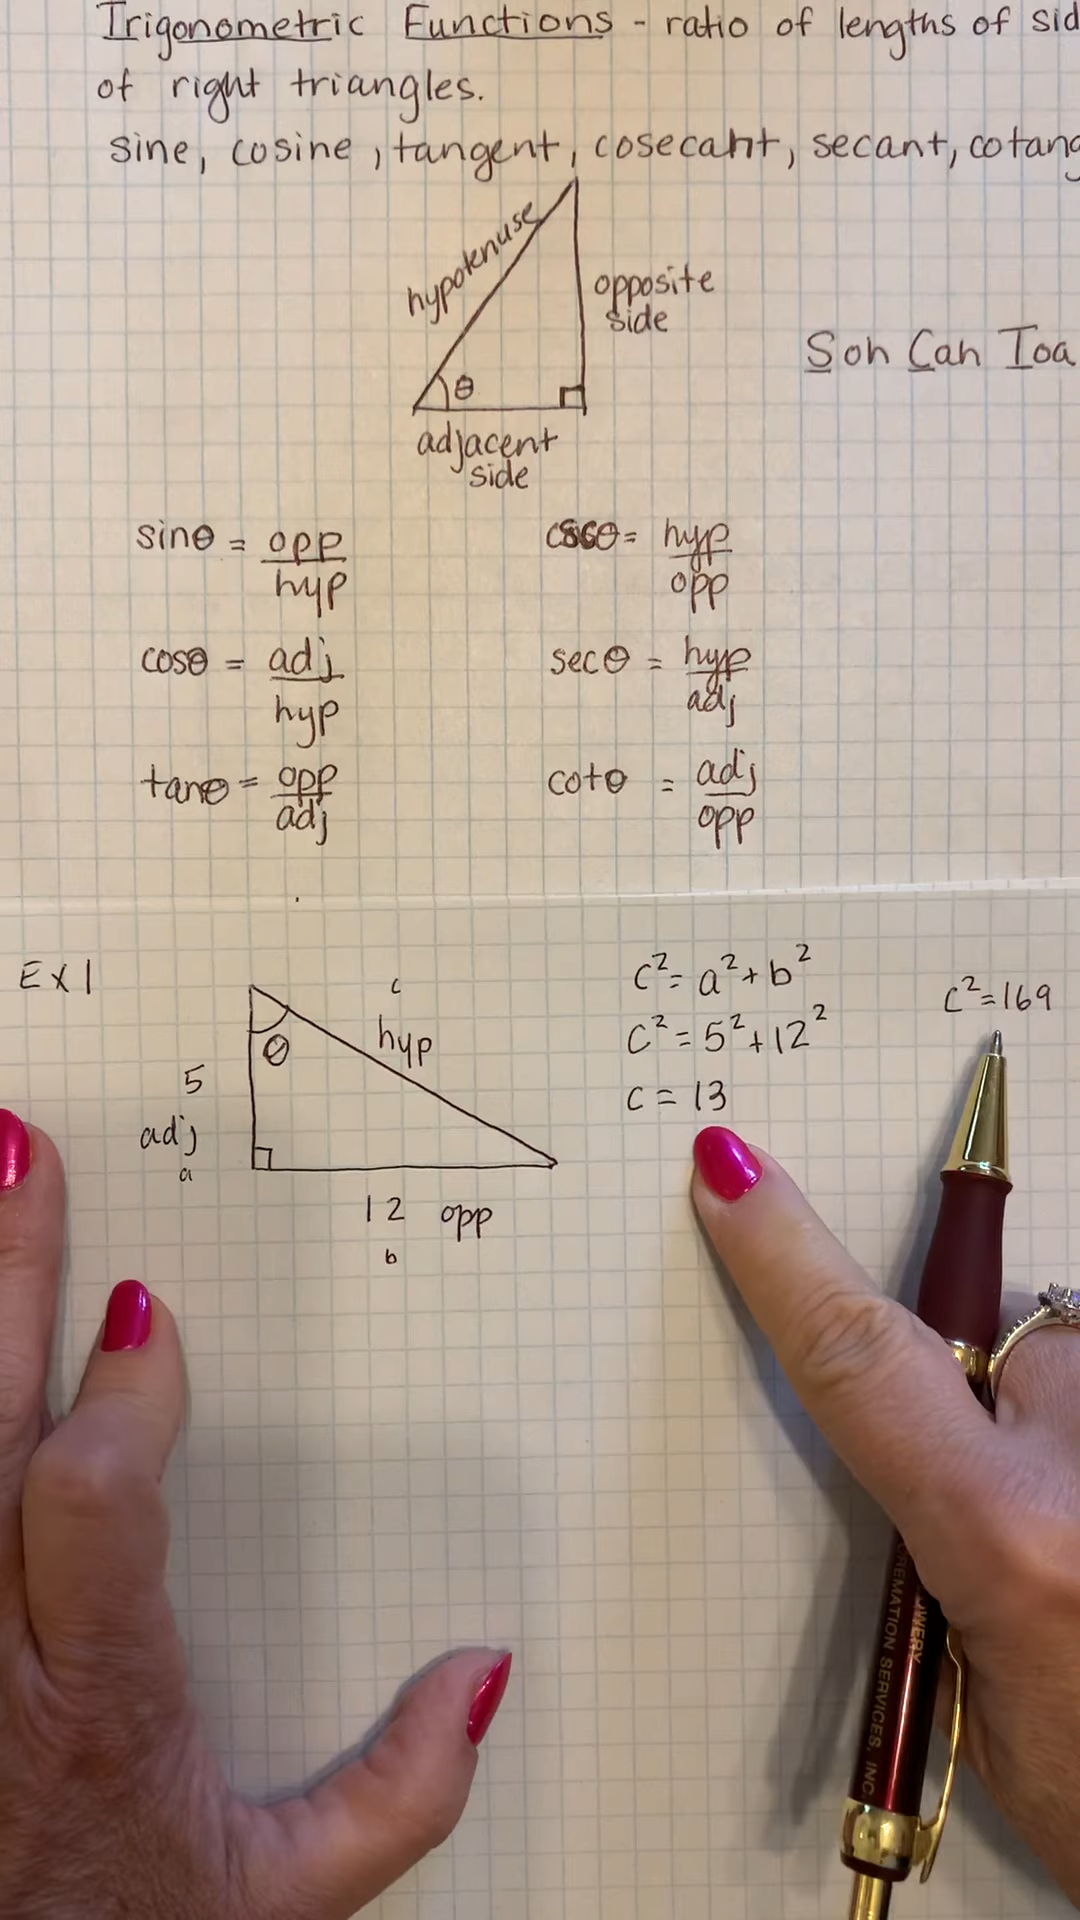 Trigonometric Functions - ratio of lengths of sid
of right triangles.
sine, cosine, tangent, cosecant, secant, cotang
hypotenuse
opposite
side
Soh Cah Toa
θ
adjacent
side
sinθ = opp
hyp
cscθ = hyp
opp
cosθ = adj
hyp
secθ = hyp
adj
tanθ = opp
adj
cotθ = adj
opp
EX 1
c
hyp
θ
5
adj
a
12 opp
b
c² = a² + b²
c² = 5² + 12²
c = 13
c² = 169
CREMATION SERVICES, INC